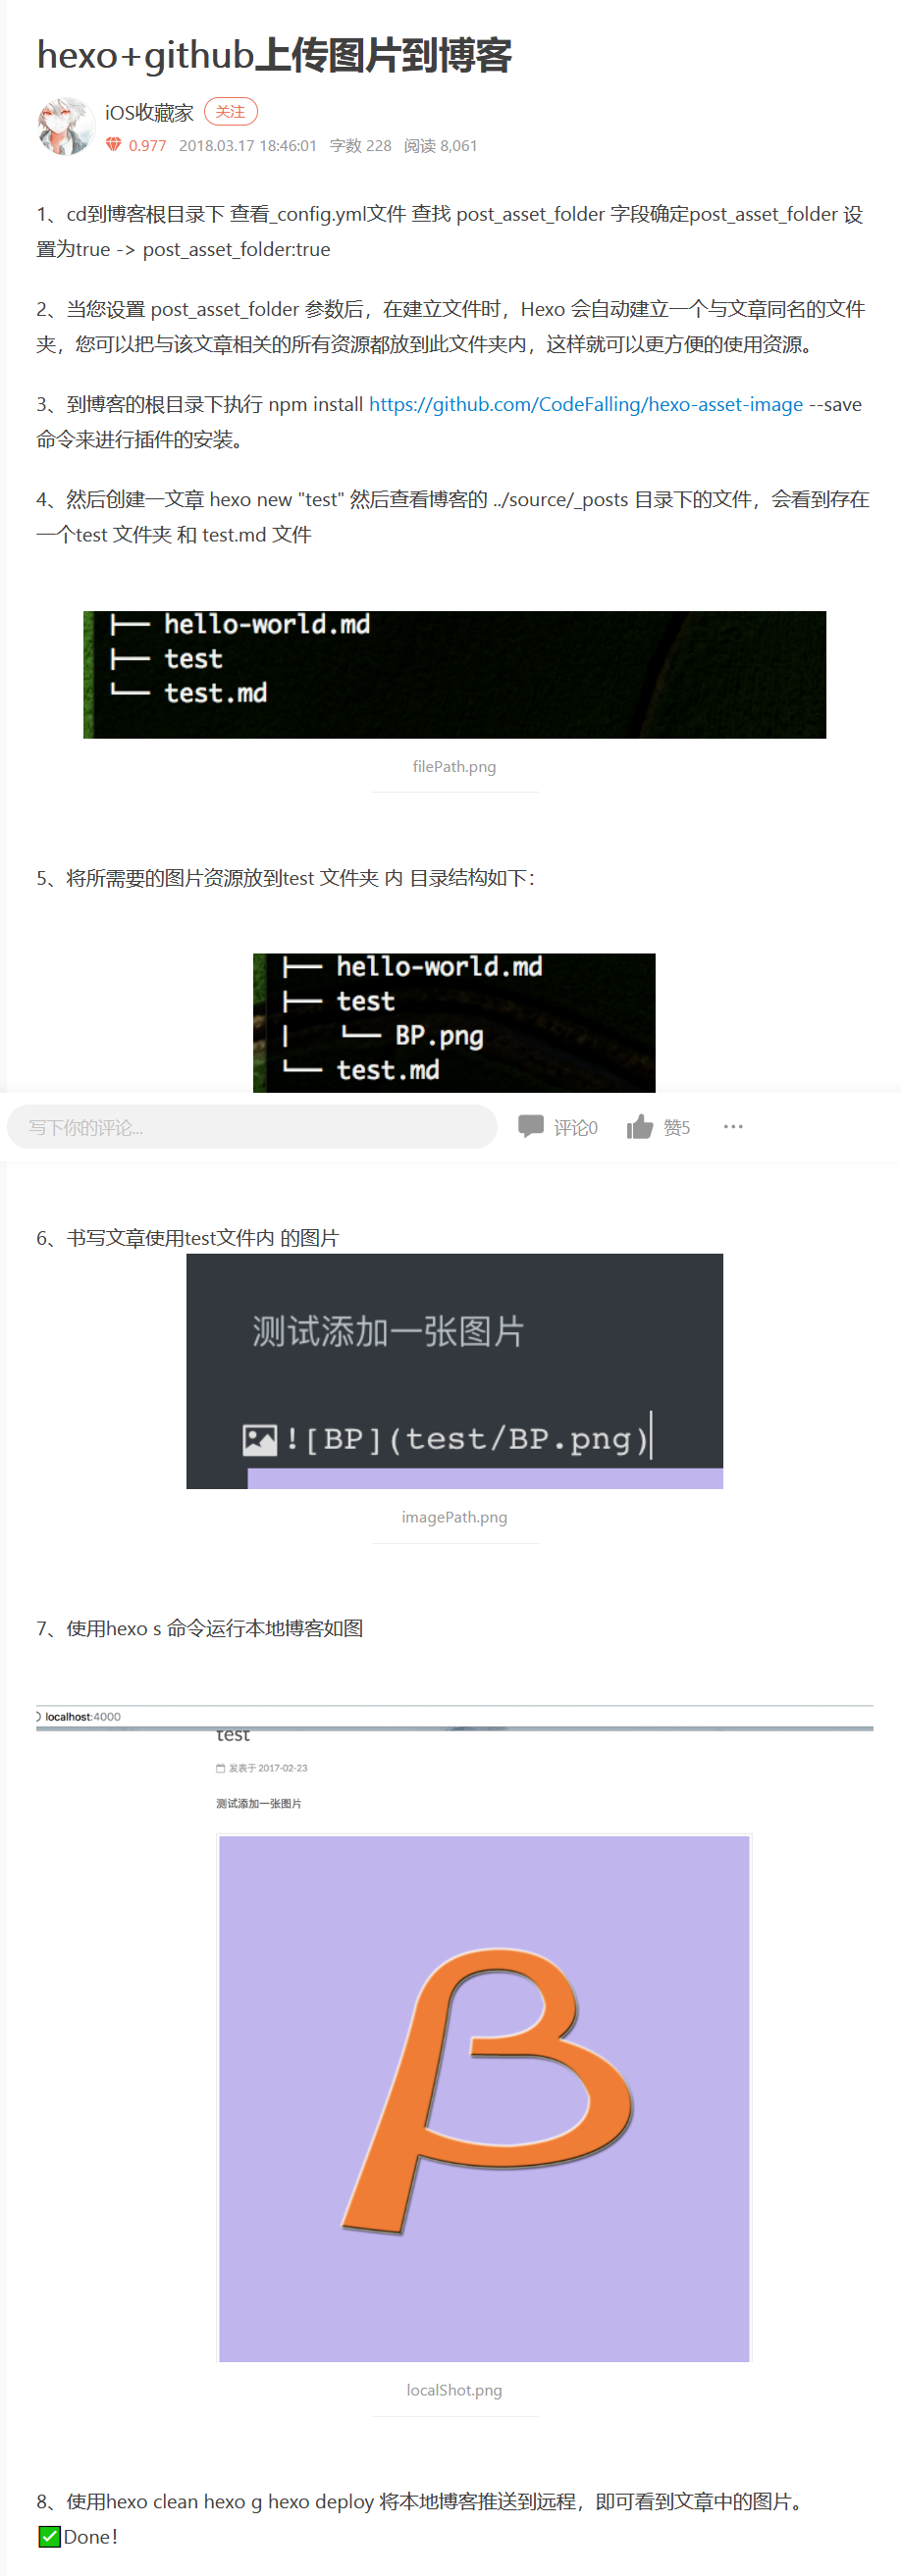 hexo+github上传图片到博客
iOS收藏家 关注
0.977 2018.03.17 18:46:01 字数 228 阅读 8,061
1、cd到博客根目录下 查看_config.yml文件 查找 post_asset_folder 字段确定post_asset_folder 设
置为true -> post_asset_folder:true
2、当您设置 post_asset_folder 参数后，在建立文件时，Hexo 会自动建立一个与文章同名的文件
夹，您可以把与该文章相关的所有资源都放到此文件夹内，这样就可以更方便的使用资源。
3、到博客的根目录下执行 npm install https://github.com/CodeFalling/hexo-asset-image --save
命令来进行插件的安装。
4、然后创建一文章 hexo new "test" 然后查看博客的 ../source/_posts 目录下的文件，会看到存在
一个test 文件夹 和 test.md 文件
├── hello-world.md
├── test
└── test.md
filePath.png
5、将所需要的图片资源放到test 文件夹 内 目录结构如下：
├── hello-world.md
├── test
|   └── BP.png
└── test.md
写下你的评论... 评论0 赞5 ···
6、书写文章使用test文件内 的图片
测试添加一张图片
![BP](test/BP.png)
imagePath.png
7、使用hexo s 命令运行本地博客如图
localhost:4000
test
发表于 2017-02-23
测试添加一张图片
β
localShot.png
8、使用hexo clean hexo g hexo deploy 将本地博客推送到远程，即可看到文章中的图片。
✅Done！